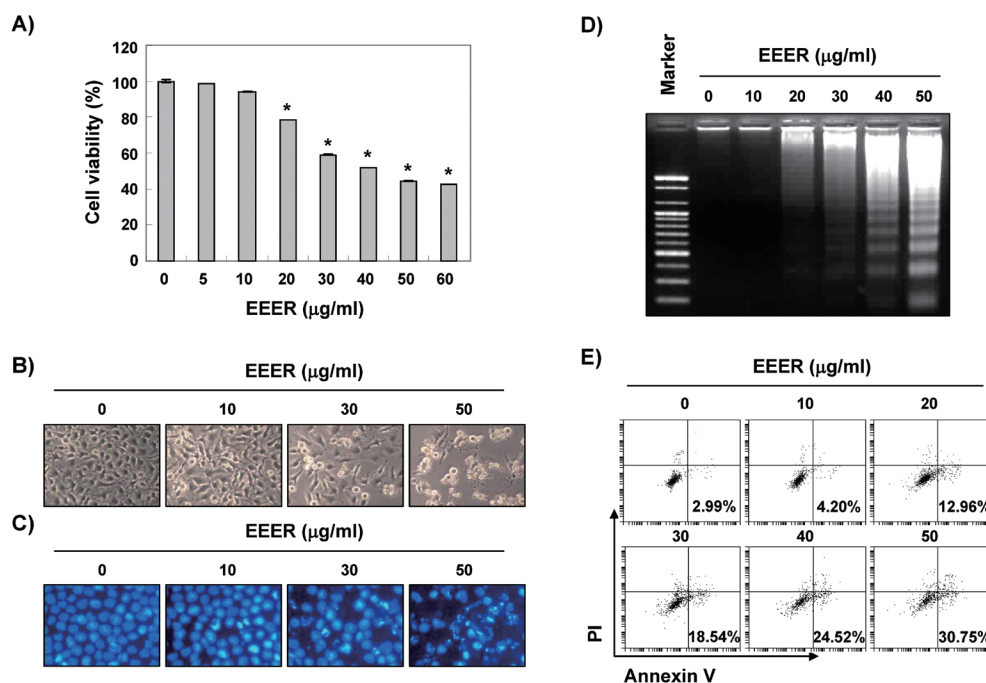 A)
120
100
80
60
40
20
0
Cell viability (%)
* * * * *
0 5 10 20 30 40 50 60
EEER (µg/ml)
B)
EEER (µg/ml)
0 10 30 50
C)
EEER (µg/ml)
0 10 30 50
D)
Marker
EEER (µg/ml)
0 10 20 30 40 50
E)
EEER (µg/ml)
0 10 20
2.99% 4.20% 12.96%
30 40 50
18.54% 24.52% 30.75%
PI
Annexin V